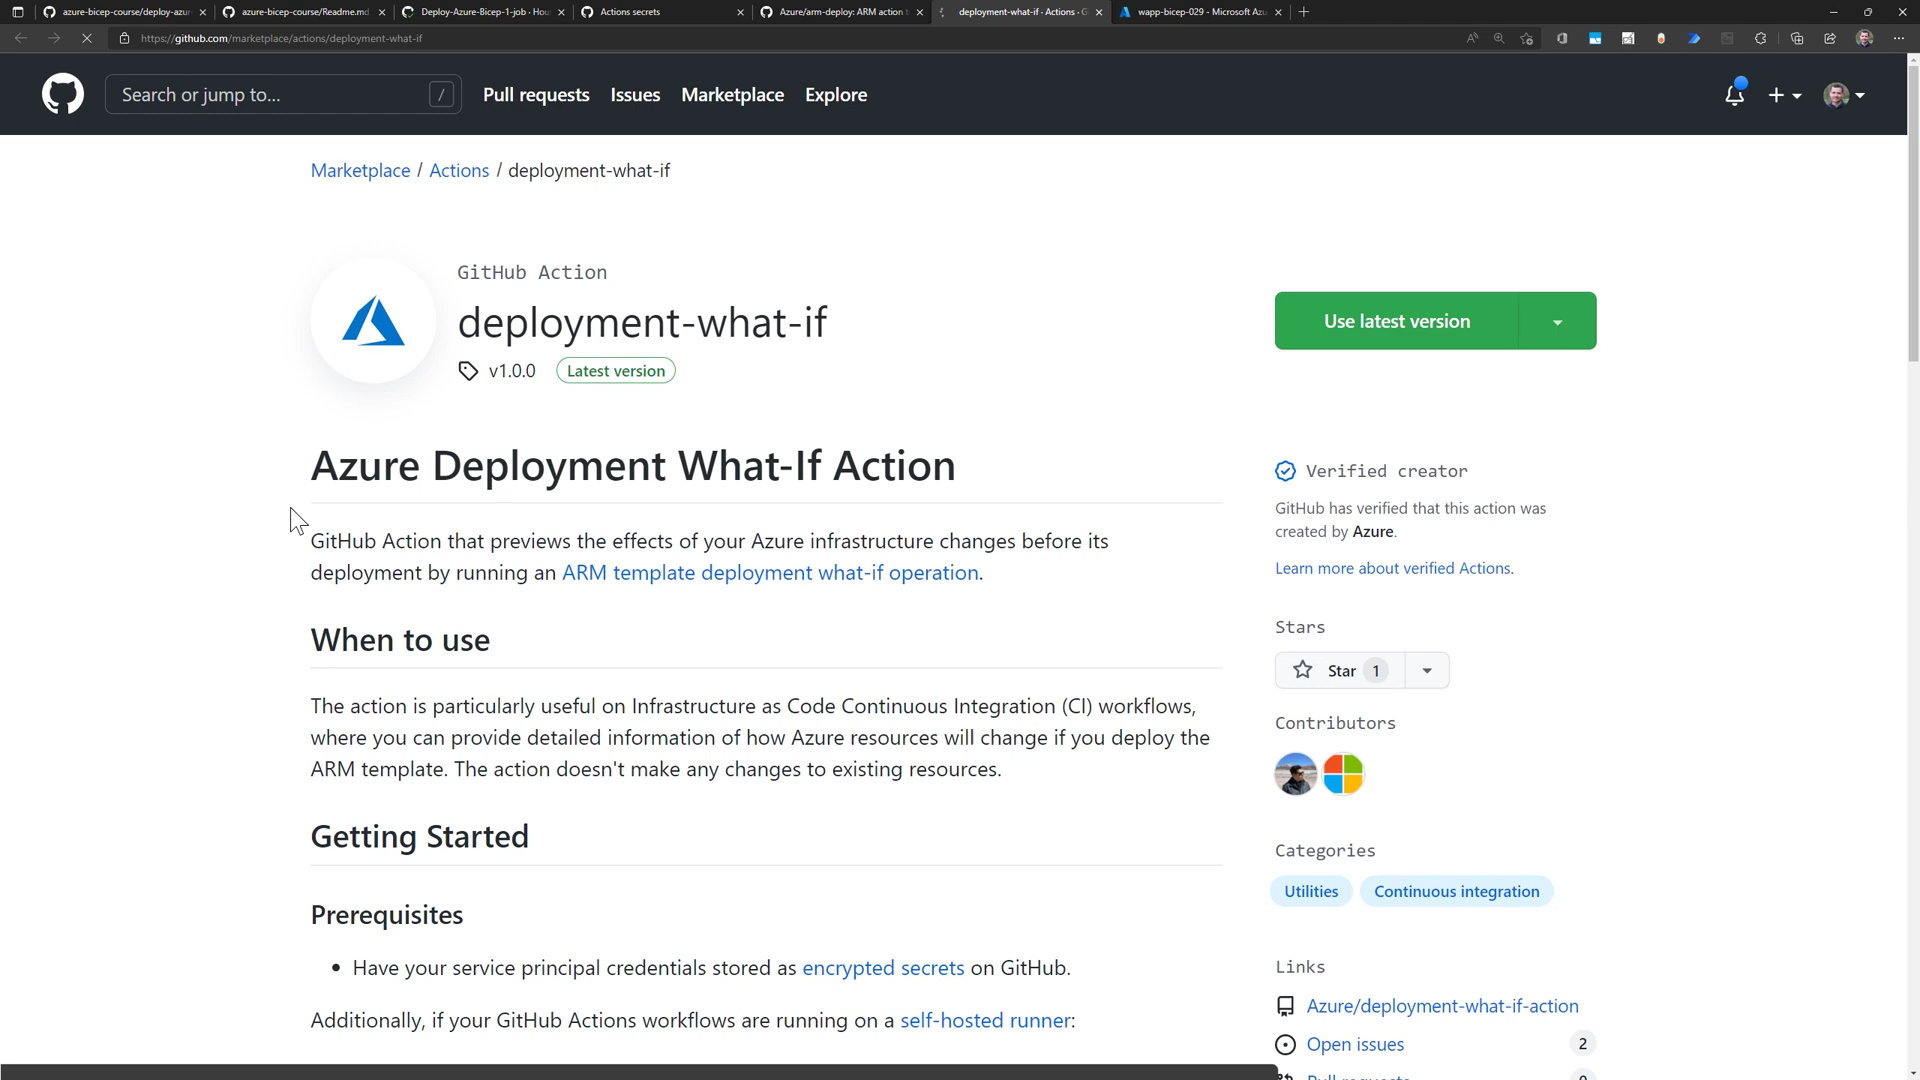 azure-bicep-course/deploy-azur
azure-bicep-course/Readme.md
Deploy-Azure-Bicep-1-job · Hou
Actions secrets
Azure/arm-deploy: ARM action
deployment-what-if · Actions · G
wapp-bicep-029 - Microsoft Azu
https://github.com/marketplace/actions/deployment-what-if
Search or jump to...
/
Pull requests
Issues
Marketplace
Explore
Marketplace / Actions / deployment-what-if
GitHub Action
deployment-what-if
v1.0.0
Latest version
Use latest version
Azure Deployment What-If Action
GitHub Action that previews the effects of your Azure infrastructure changes before its
deployment by running an ARM template deployment what-if operation.
When to use
The action is particularly useful on Infrastructure as Code Continuous Integration (CI) workflows,
where you can provide detailed information of how Azure resources will change if you deploy the
ARM template. The action doesn't make any changes to existing resources.
Getting Started
Prerequisites
• Have your service principal credentials stored as encrypted secrets on GitHub.
Additionally, if your GitHub Actions workflows are running on a self-hosted runner:
Verified creator
GitHub has verified that this action was
created by Azure.
Learn more about verified Actions.
Stars
Star 1
Contributors
Categories
Utilities
Continuous integration
Links
Azure/deployment-what-if-action
Open issues 2